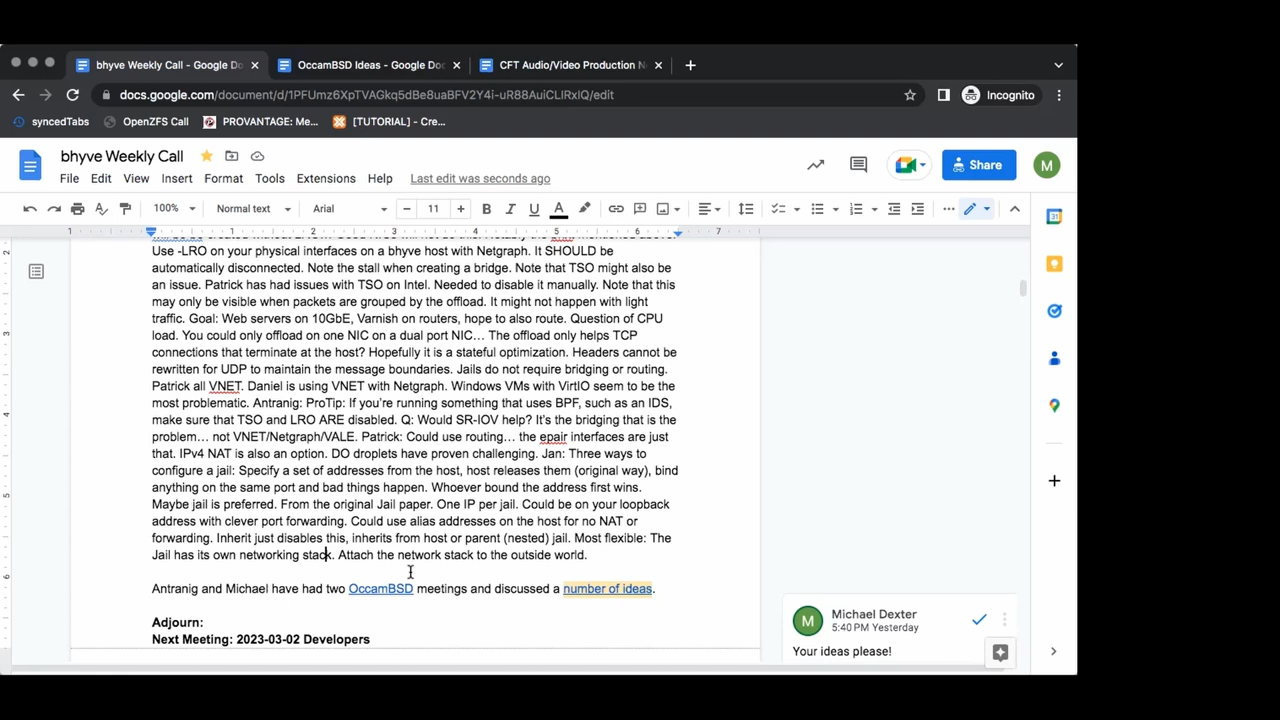 bhyve Weekly Call - Google Do
OccamBSD Ideas - Google Doc
CFT Audio/Video Production N
docs.google.com/document/d/1PFUmz6XpTVAGkq5dBe8uaBFV2Y4i-uR88AuiCLlRxIQ/edit
Incognito
syncedTabs
OpenZFS Call
PROVANTAGE: Me...
[TUTORIAL] - Cre...
bhyve Weekly Call
File Edit View Insert Format Tools Extensions Help Last edit was seconds ago
Share
M
100% Normal text Arial 11 B I U A
1 1 2 3 4 5 6 7
Use -LRO on your physical interfaces on a bhyve host with Netgraph. It SHOULD be
automatically disconnected. Note the stall when creating a bridge. Note that TSO might also be
an issue. Patrick has had issues with TSO on Intel. Needed to disable it manually. Note that this
may only be visible when packets are grouped by the offload. It might not happen with light
traffic. Goal: Web servers on 10GbE, Varnish on routers, hope to also route. Question of CPU
load. You could only offload on one NIC on a dual port NIC… The offload only helps TCP
connections that terminate at the host? Hopefully it is a stateful optimization. Headers cannot be
rewritten for UDP to maintain the message boundaries. Jails do not require bridging or routing.
Patrick all VNET. Daniel is using VNET with Netgraph. Windows VMs with VirtIO seem to be the
most problematic. Antranig: ProTip: If you're running something that uses BPF, such as an IDS,
make sure that TSO and LRO ARE disabled. Q: Would SR-IOV help? It's the bridging that is the
problem… not VNET/Netgraph/VALE. Patrick: Could use routing… the epair interfaces are just
that. IPv4 NAT is also an option. DO droplets have proven challenging. Jan: Three ways to
configure a jail: Specify a set of addresses from the host, host releases them (original way), bind
anything on the same port and bad things happen. Whoever bound the address first wins.
Maybe jail is preferred. From the original Jail paper. One IP per jail. Could be on your loopback
address with clever port forwarding. Could use alias addresses on the host for no NAT or
forwarding. Inherit just disables this, inherits from host or parent (nested) jail. Most flexible: The
Jail has its own networking stack. Attach the network stack to the outside world.
Antranig and Michael have had two OccamBSD meetings and discussed a number of ideas.
Adjourn:
Next Meeting: 2023-03-02 Developers
2
3
4
5
6
M
Michael Dexter
5:40 PM Yesterday
Your ideas please!
31